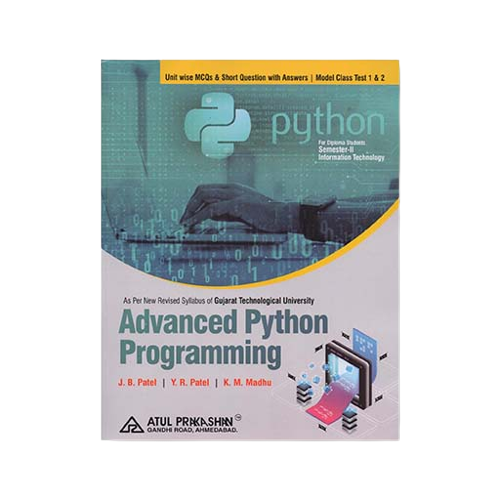 Unit wise MCQs & Short Question with Answers | Model Class Test 1 & 2
python
For Diploma Students
Semester-II
Information Technology
As Per New Revised Syllabus of Gujarat Technological University
Advanced Python
Programming
J. B. Patel | Y. R. Patel | K. M. Madhu
ATUL PRAKASHAN
GANDHI ROAD, AHMEDABAD.